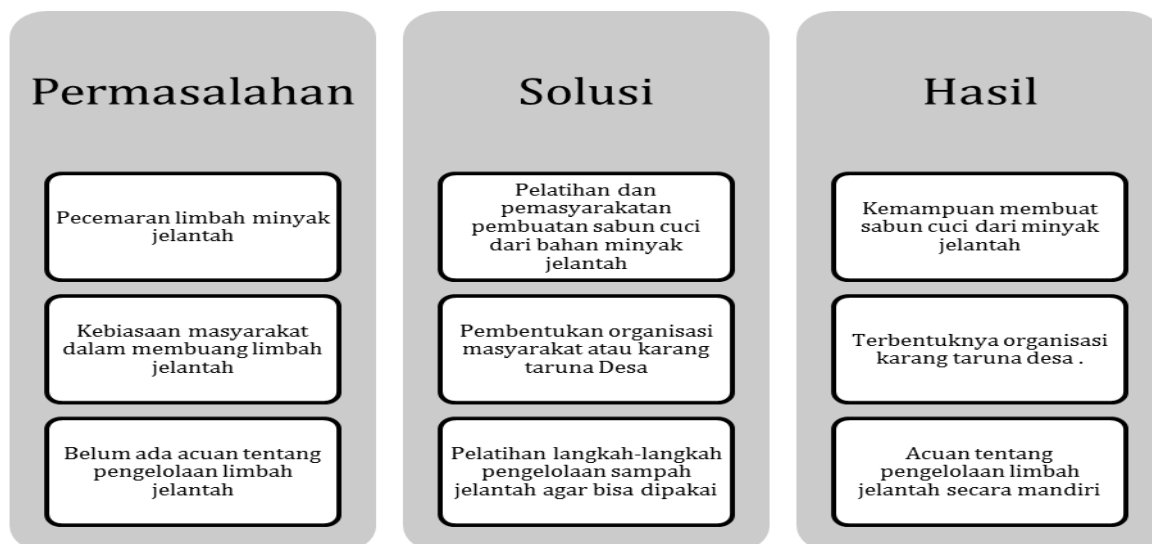 Permasalahan
Pecemaran limbah minyak
jelantah
Kebiasaan masyarakat
dalam membuang limbah
jelantah
Belum ada acuan tentang
pengelolaan limbah
jelantah
Solusi
Pelatihan dan
pemasyarakatan
pembuatan sabun cuci
dari bahan minyak
jelantah
Pembentukan organisasi
masyarakat atau karang
taruna Desa
Pelatihan langkah-langkah
pengelolaan sampah
jelantah agar bisa dipakai
Hasil
Kemampuan membuat
sabun cuci dari minyak
jelantah
Terbentuknya organisasi
karang taruna desa .
Acuan tentang
pengelolaan limbah
jelantah secara mandiri